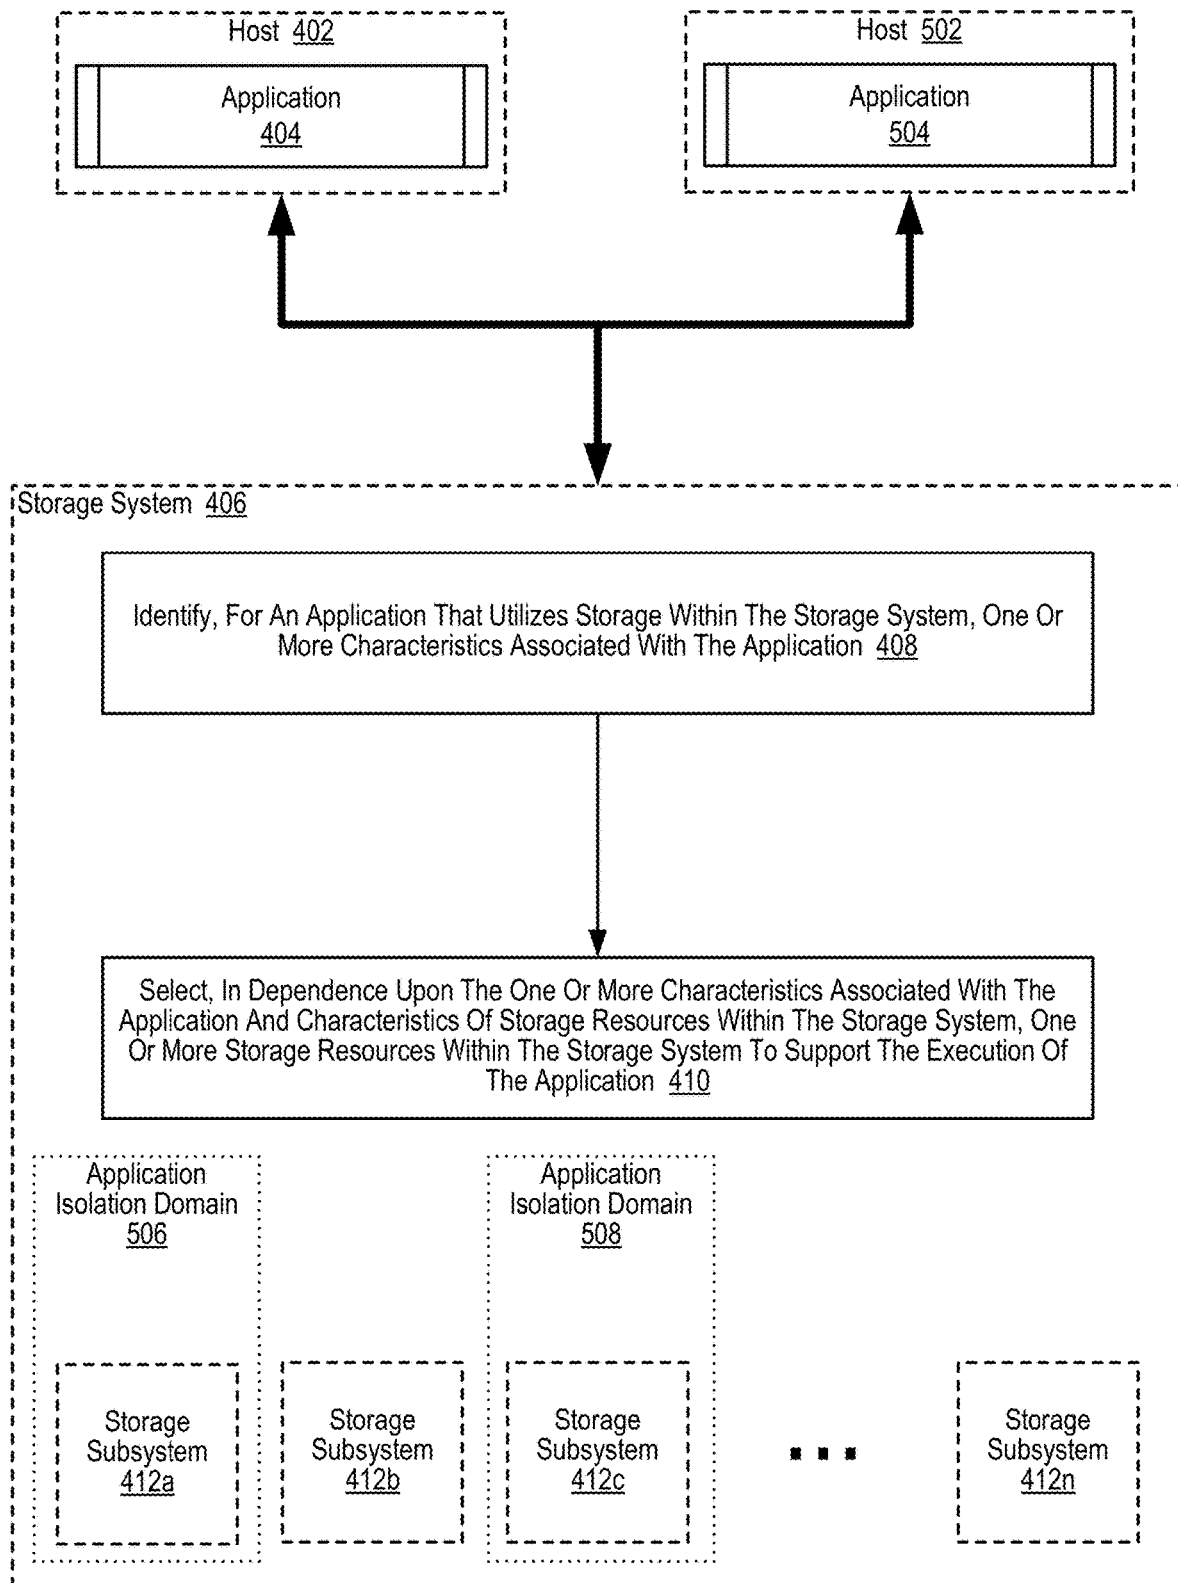 Host 402
Application
404
Host 502
Application
504
Storage System 406
Identify, For An Application That Utilizes Storage Within The Storage System, One Or
More Characteristics Associated With The Application 408
Select, In Dependence Upon The One Or More Characteristics Associated With The
Application And Characteristics Of Storage Resources Within The Storage System, One
Or More Storage Resources Within The Storage System To Support The Execution Of
The Application 410
Application
Isolation Domain
506
Application
Isolation Domain
508
Storage
Subsystem
412a
Storage
Subsystem
412b
Storage
Subsystem
412c
...
Storage
Subsystem
412n